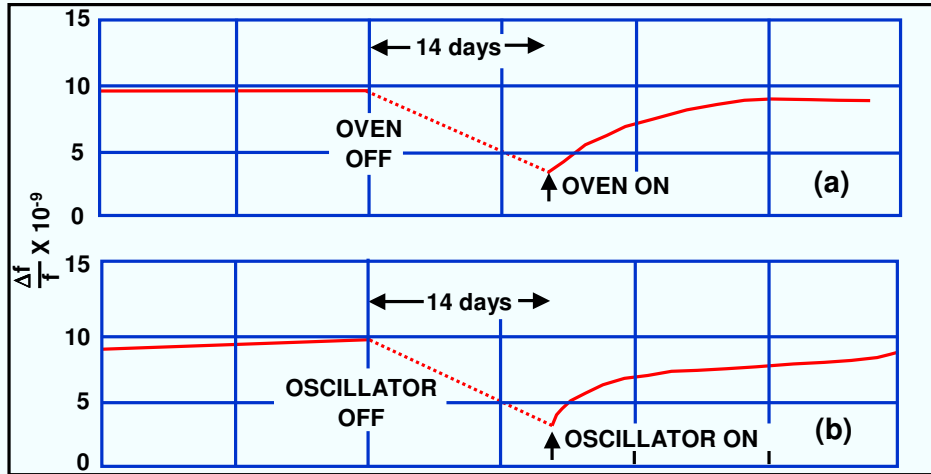 15
14 days
10
OVEN
OFF
5
OVEN ON
(a)
0
Δf
f
X 10-9
15
14 days
10
OSCILLATOR
OFF
5
OSCILLATOR ON
(b)
0